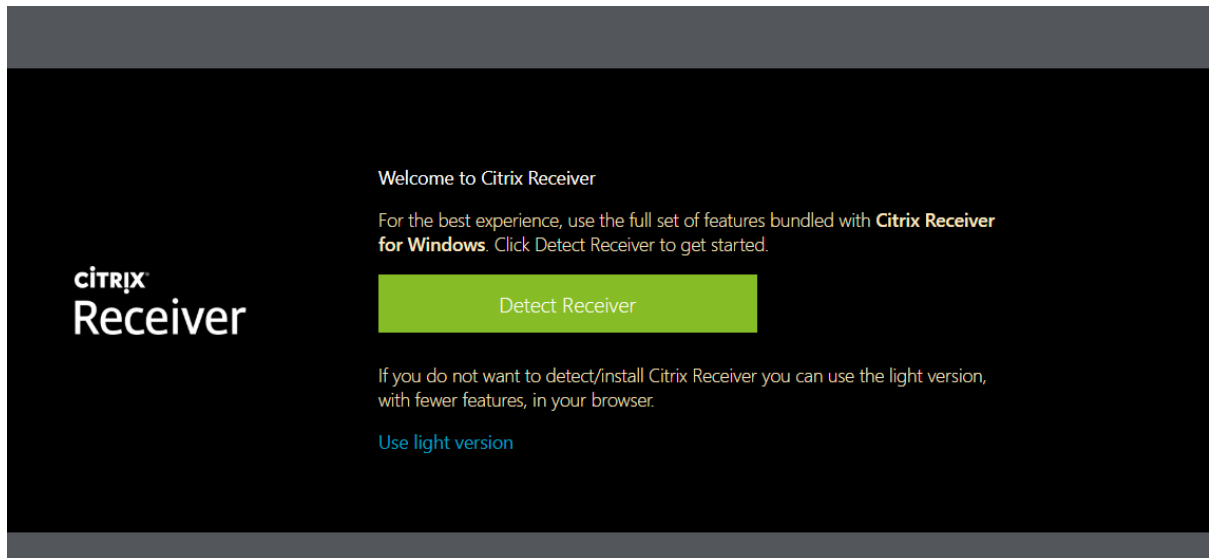 Welcome to Citrix Receiver
For the best experience, use the full set of features bundled with Citrix Receiver
for Windows. Click Detect Receiver to get started.
CİTRIX
Receiver
Detect Receiver
If you do not want to detect/install Citrix Receiver you can use the light version,
with fewer features, in your browser.
Use light version